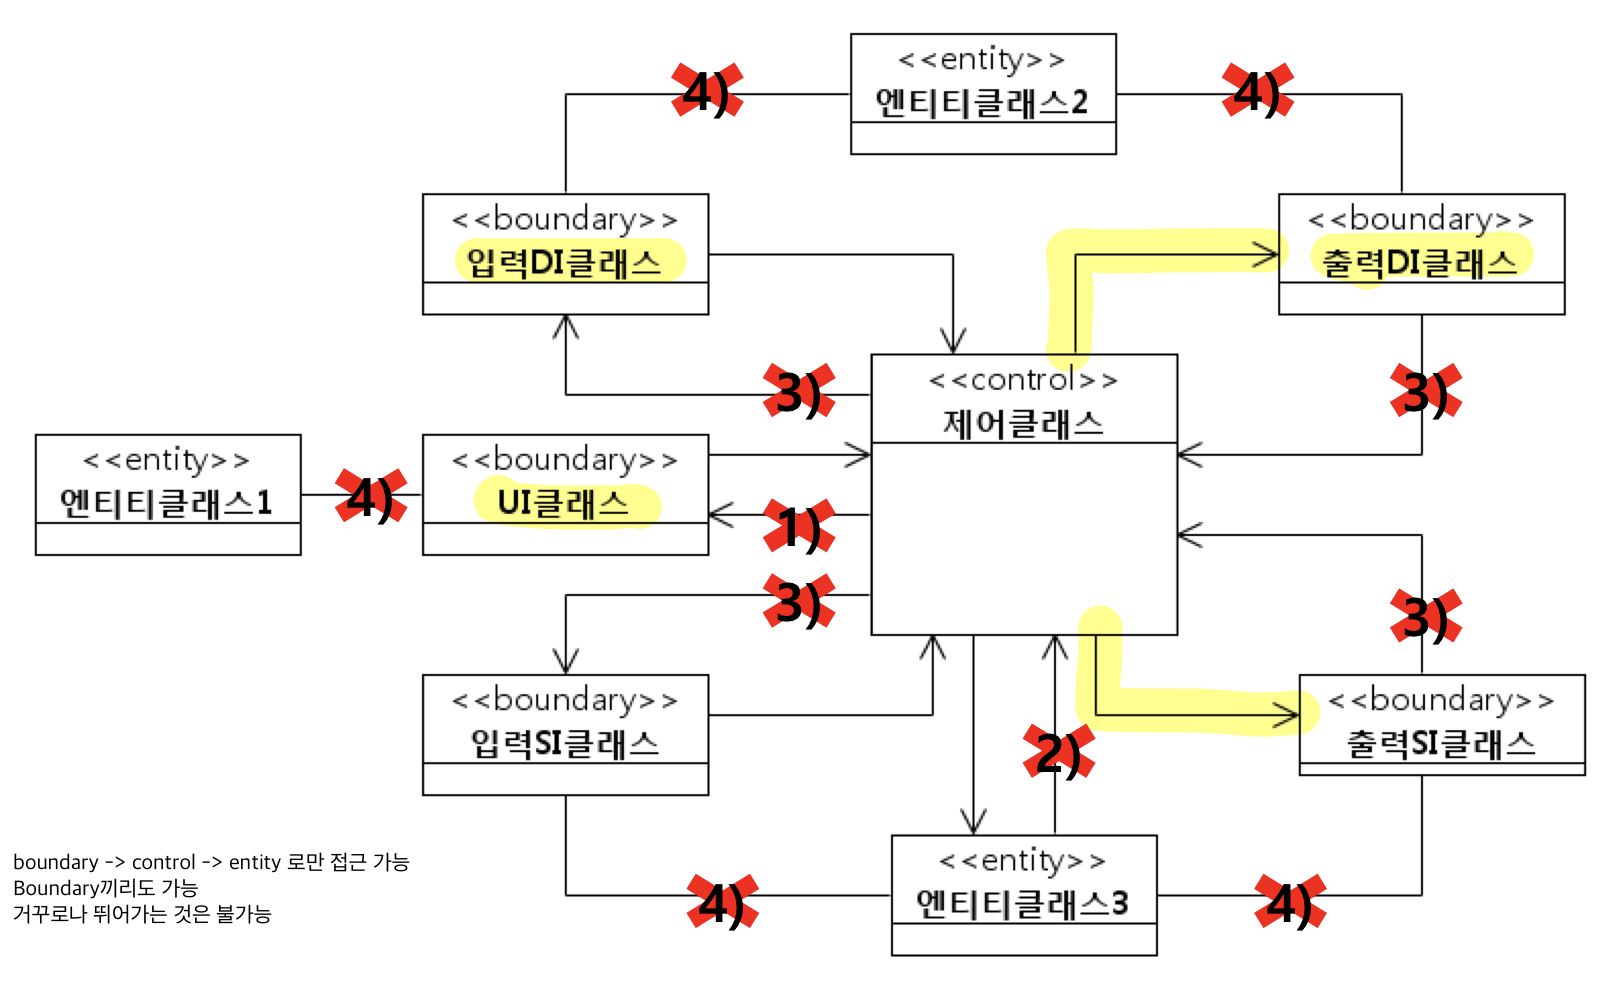 <<entity>>
엔티티클래스2
4)
4)
<<boundary>>
입력DI클래스
<<boundary>>
출력DI클래스
3)
<<control>>
제어클래스
3)
<<entity>>
엔티티클래스1
4)
<<boundary>>
UI클래스
1)
3)
3)
<<boundary>>
입력SI클래스
2)
<<boundary>>
출력SI클래스
boundary -> control -> entity 로만 접근 가능
Boundary끼리도 가능
거꾸로나 뛰어가는 것은 불가능
4)
<<entity>>
엔티티클래스3
4)